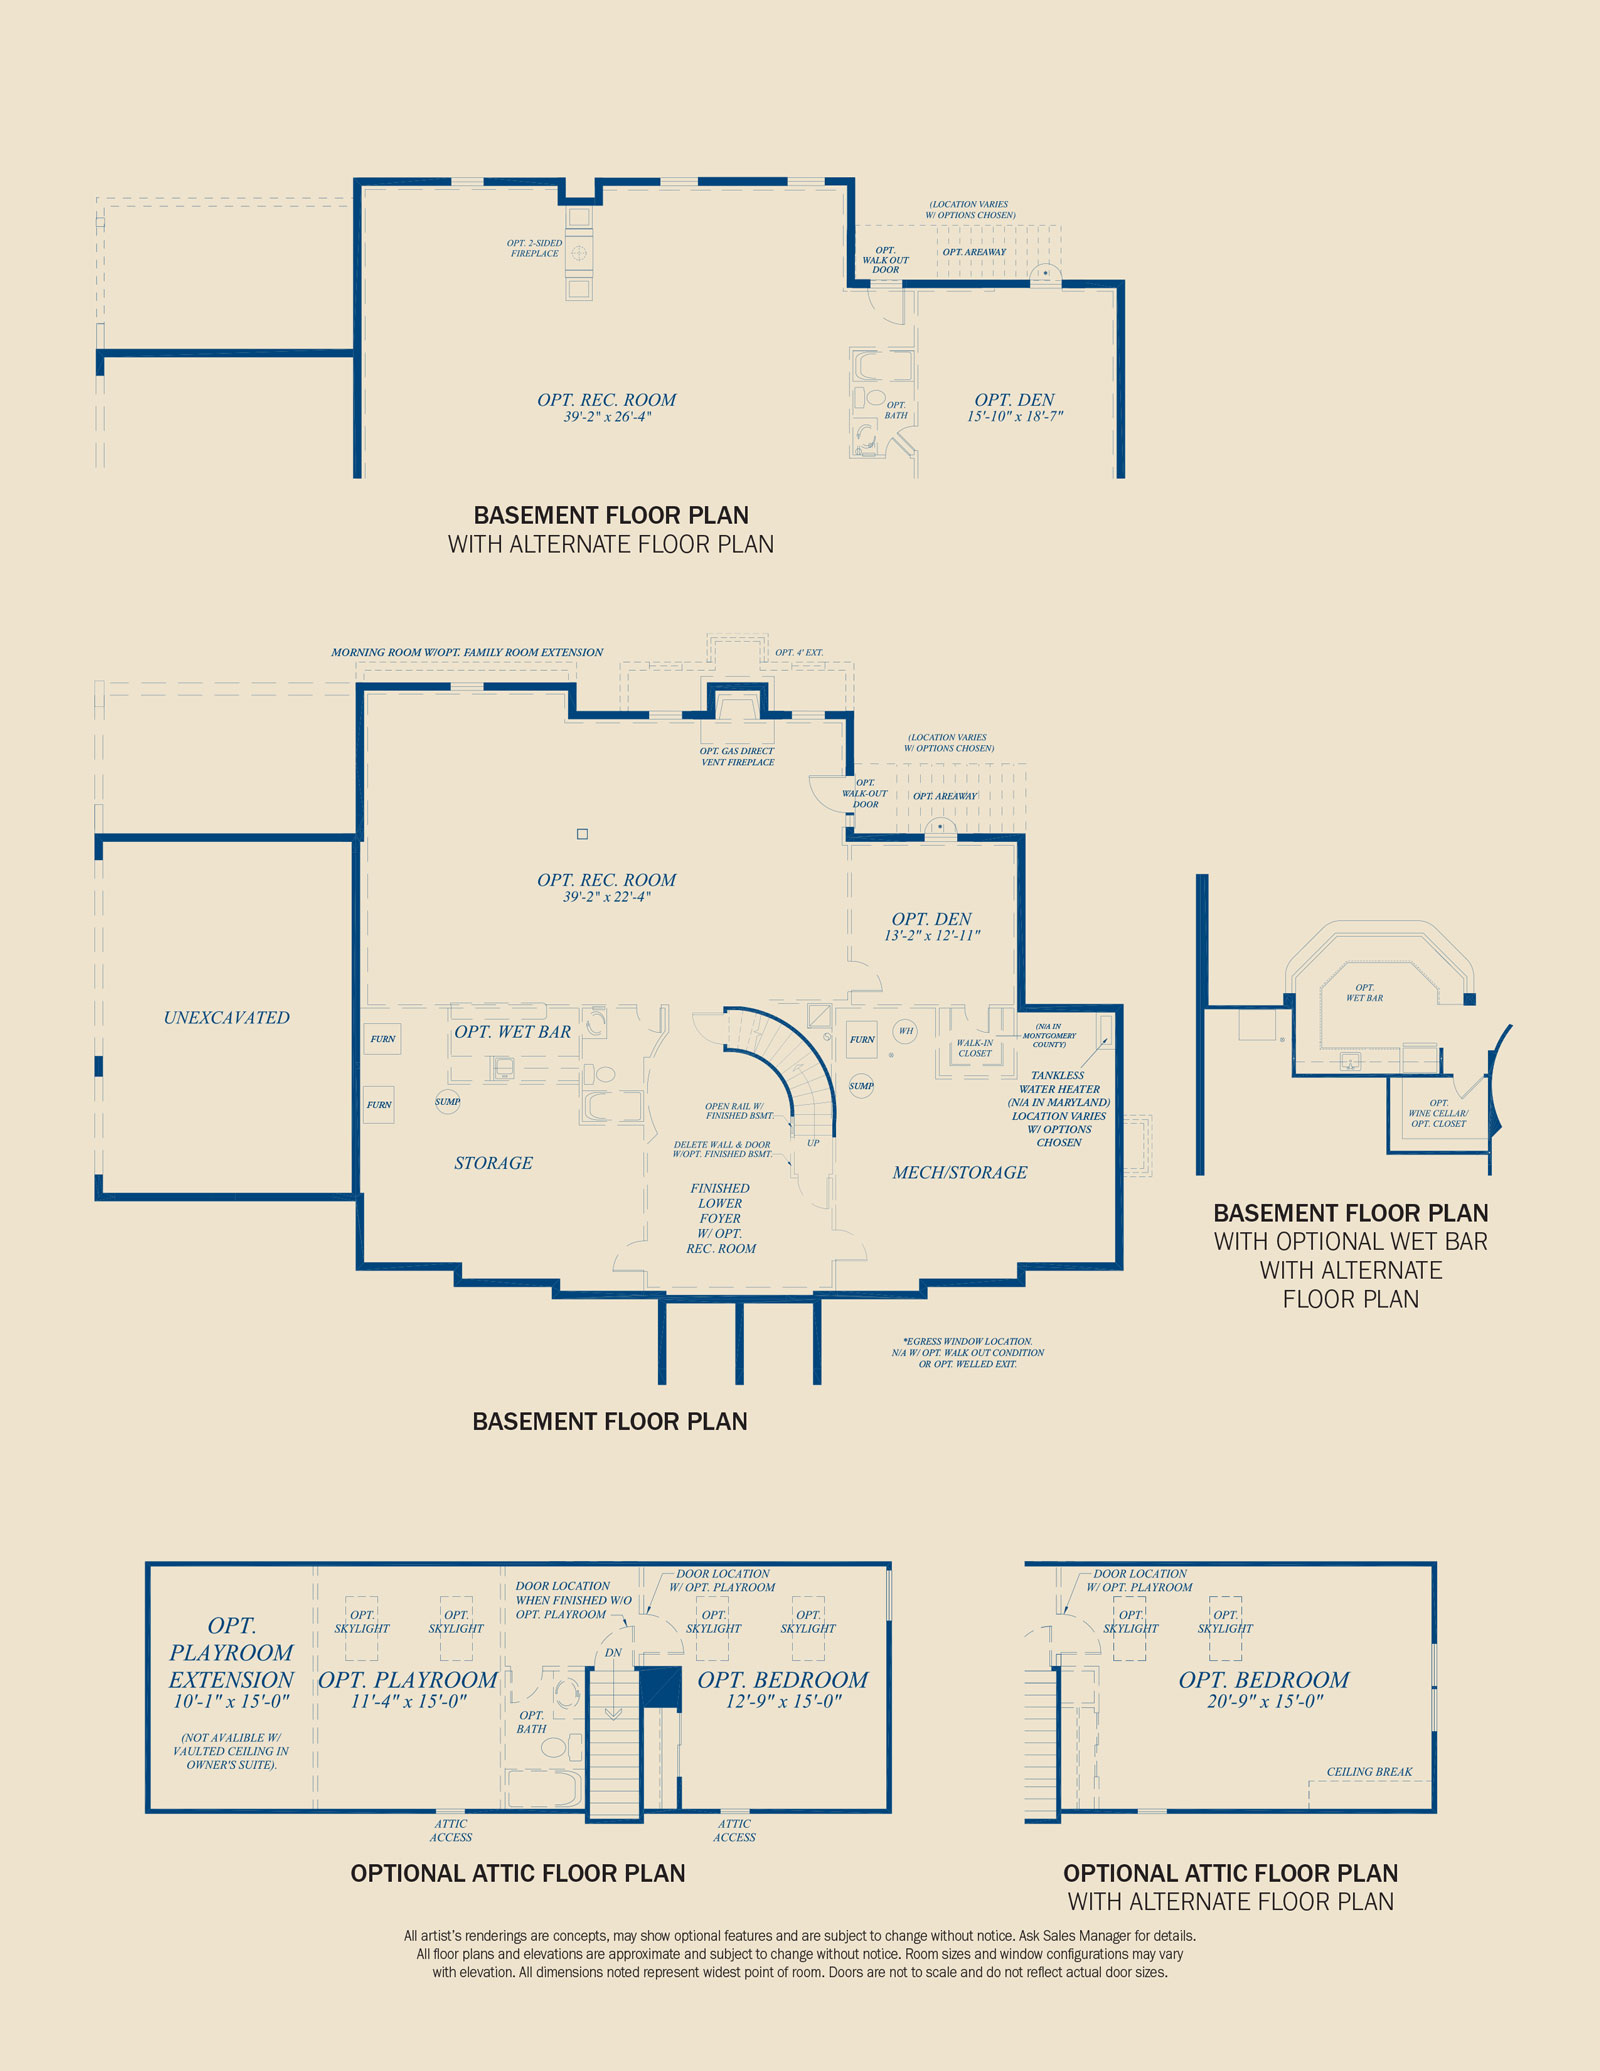 (LOCATION VARIES
W/ OPTIONS CHOSEN)
OPT. 2-SIDED
FIREPLACE
OPT.
WALK OUT
DOOR
OPT. AREAWAY
*
OPT. REC. ROOM
39'-2" x 26'-4"
OPT.
BATH
OPT. DEN
15'-10" x 18'-7"
BASEMENT FLOOR PLAN
WITH ALTERNATE FLOOR PLAN
MORNING ROOM W/OPT. FAMILY ROOM EXTENSION
OPT. 4' EXT.
OPT. GAS DIRECT
VENT FIREPLACE
(LOCATION VARIES
W/ OPTIONS CHOSEN)
OPT.
WALK-OUT
DOOR
OPT. AREAWAY
*
OPT. REC. ROOM
39'-2" x 22'-4"
OPT. DEN
13'-2" x 12'-11"
UNEXCAVATED
FURN
OPT. WET BAR
FURN
SUMP
STORAGE
OPEN RAIL W/
FINISHED BSMT.
DELETE WALL & DOOR
W/OPT. FINISHED BSMT.
UP
FINISHED
LOWER
FOYER
W/ OPT.
REC. ROOM
FURN
WH
SUMP
WALK-IN
CLOSET
(N/A IN
MONTGOMERY
COUNTY)
TANKLESS
WATER HEATER
(N/A IN MARYLAND)
LOCATION VARIES
W/ OPTIONS
CHOSEN
MECH/STORAGE
*EGRESS WINDOW LOCATION.
N/A W/ OPT. WALK OUT CONDITION
OR OPT. WELLED EXIT.
BASEMENT FLOOR PLAN
OPT.
WET BAR
OPT.
WINE CELLAR/
OPT. CLOSET
BASEMENT FLOOR PLAN
WITH OPTIONAL WET BAR
WITH ALTERNATE
FLOOR PLAN
OPT.
PLAYROOM
EXTENSION
10'-1" x 15'-0"
(NOT AVALIBLE W/
VAULTED CEILING IN
OWNER'S SUITE).
OPT.
SKYLIGHT
OPT.
SKYLIGHT
OPT. PLAYROOM
11'-4" x 15'-0"
DOOR LOCATION
WHEN FINISHED W/O
OPT. PLAYROOM
DOOR LOCATION
W/ OPT. PLAYROOM
DN
OPT.
BATH
OPT.
SKYLIGHT
OPT.
SKYLIGHT
OPT. BEDROOM
12'-9" x 15'-0"
ATTIC
ACCESS
ATTIC
ACCESS
OPTIONAL ATTIC FLOOR PLAN
DOOR LOCATION
W/ OPT. PLAYROOM
OPT.
SKYLIGHT
OPT.
SKYLIGHT
OPT. BEDROOM
20'-9" x 15'-0"
CEILING BREAK
OPTIONAL ATTIC FLOOR PLAN
WITH ALTERNATE FLOOR PLAN
All artist's renderings are concepts, may show optional features and are subject to change without notice. Ask Sales Manager for details.
All floor plans and elevations are approximate and subject to change without notice. Room sizes and window configurations may vary
with elevation. All dimensions noted represent widest point of room. Doors are not to scale and do not reflect actual door sizes.